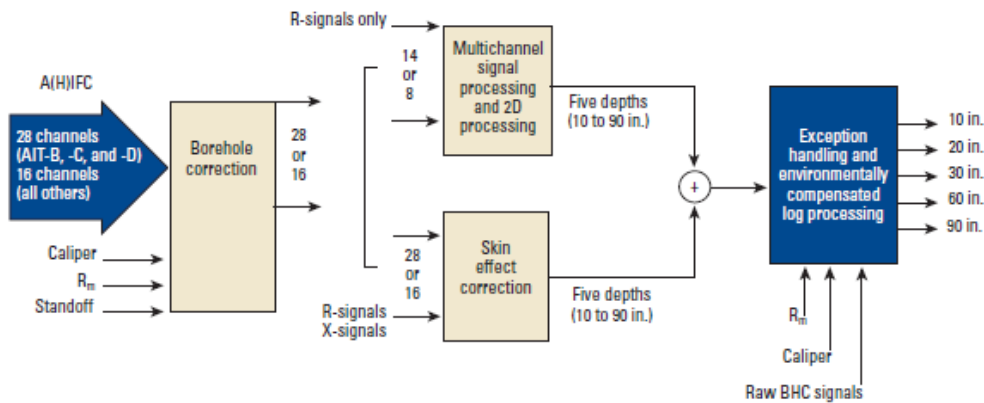 A(H)IFC
28 channels
(AIT-B, -C, and -D)
16 channels
(all others)
Caliper
Rm
Standoff
Borehole
correction
28
or
16
R-signals only
14
or
8
28
or
16
R-signals
X-signals
Multichannel
signal
processing
and 2D
processing
Skin
effect
correction
Five depths
(10 to 90 in.)
Five depths
(10 to 90 in.)
+
Exception
handling and
environmentally
compensated
log processing
Rm
Caliper
Raw BHC signals
10 in.
20 in.
30 in.
60 in.
90 in.